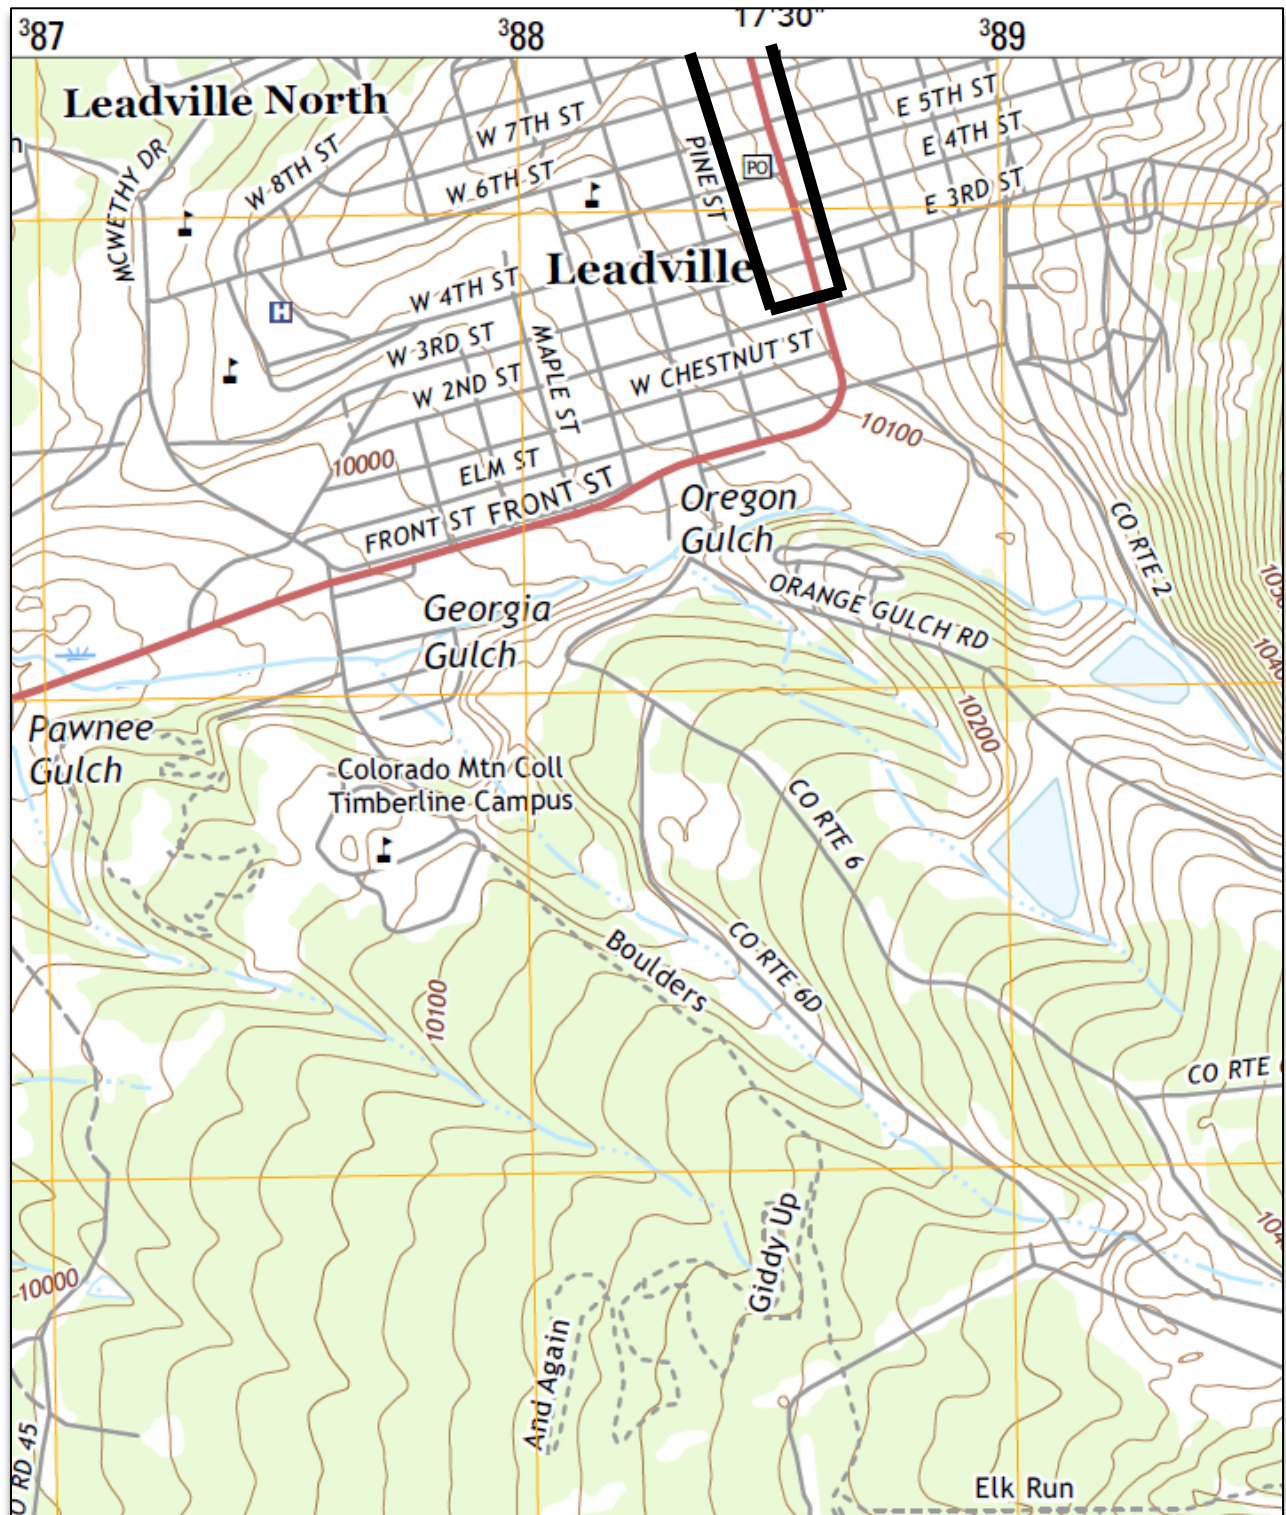 ³87
³88
17'30"
³89
Leadville North
W 7TH ST
E 5TH ST
E 4TH ST
MCWETHY DR
W 8TH ST
W 6TH ST
PINE ST
PO
E 3RD ST
Leadville
W 4TH ST
H
W 3RD ST
MAPLE ST
W 2ND ST
W CHESTNUT ST
10100
10000
ELM ST
FRONT ST
FRONT ST
Oregon
Gulch
CO RTE 2
ORANGE GULCH RD
Georgia
Gulch
10200
Pawnee
Gulch
Colorado Mtn Coll
Timberline Campus
CO RTE 6
Boulders
CO RTE 6D
10100
CO RTE
Giddy Up
10000
And Again
RD 45
Elk Run